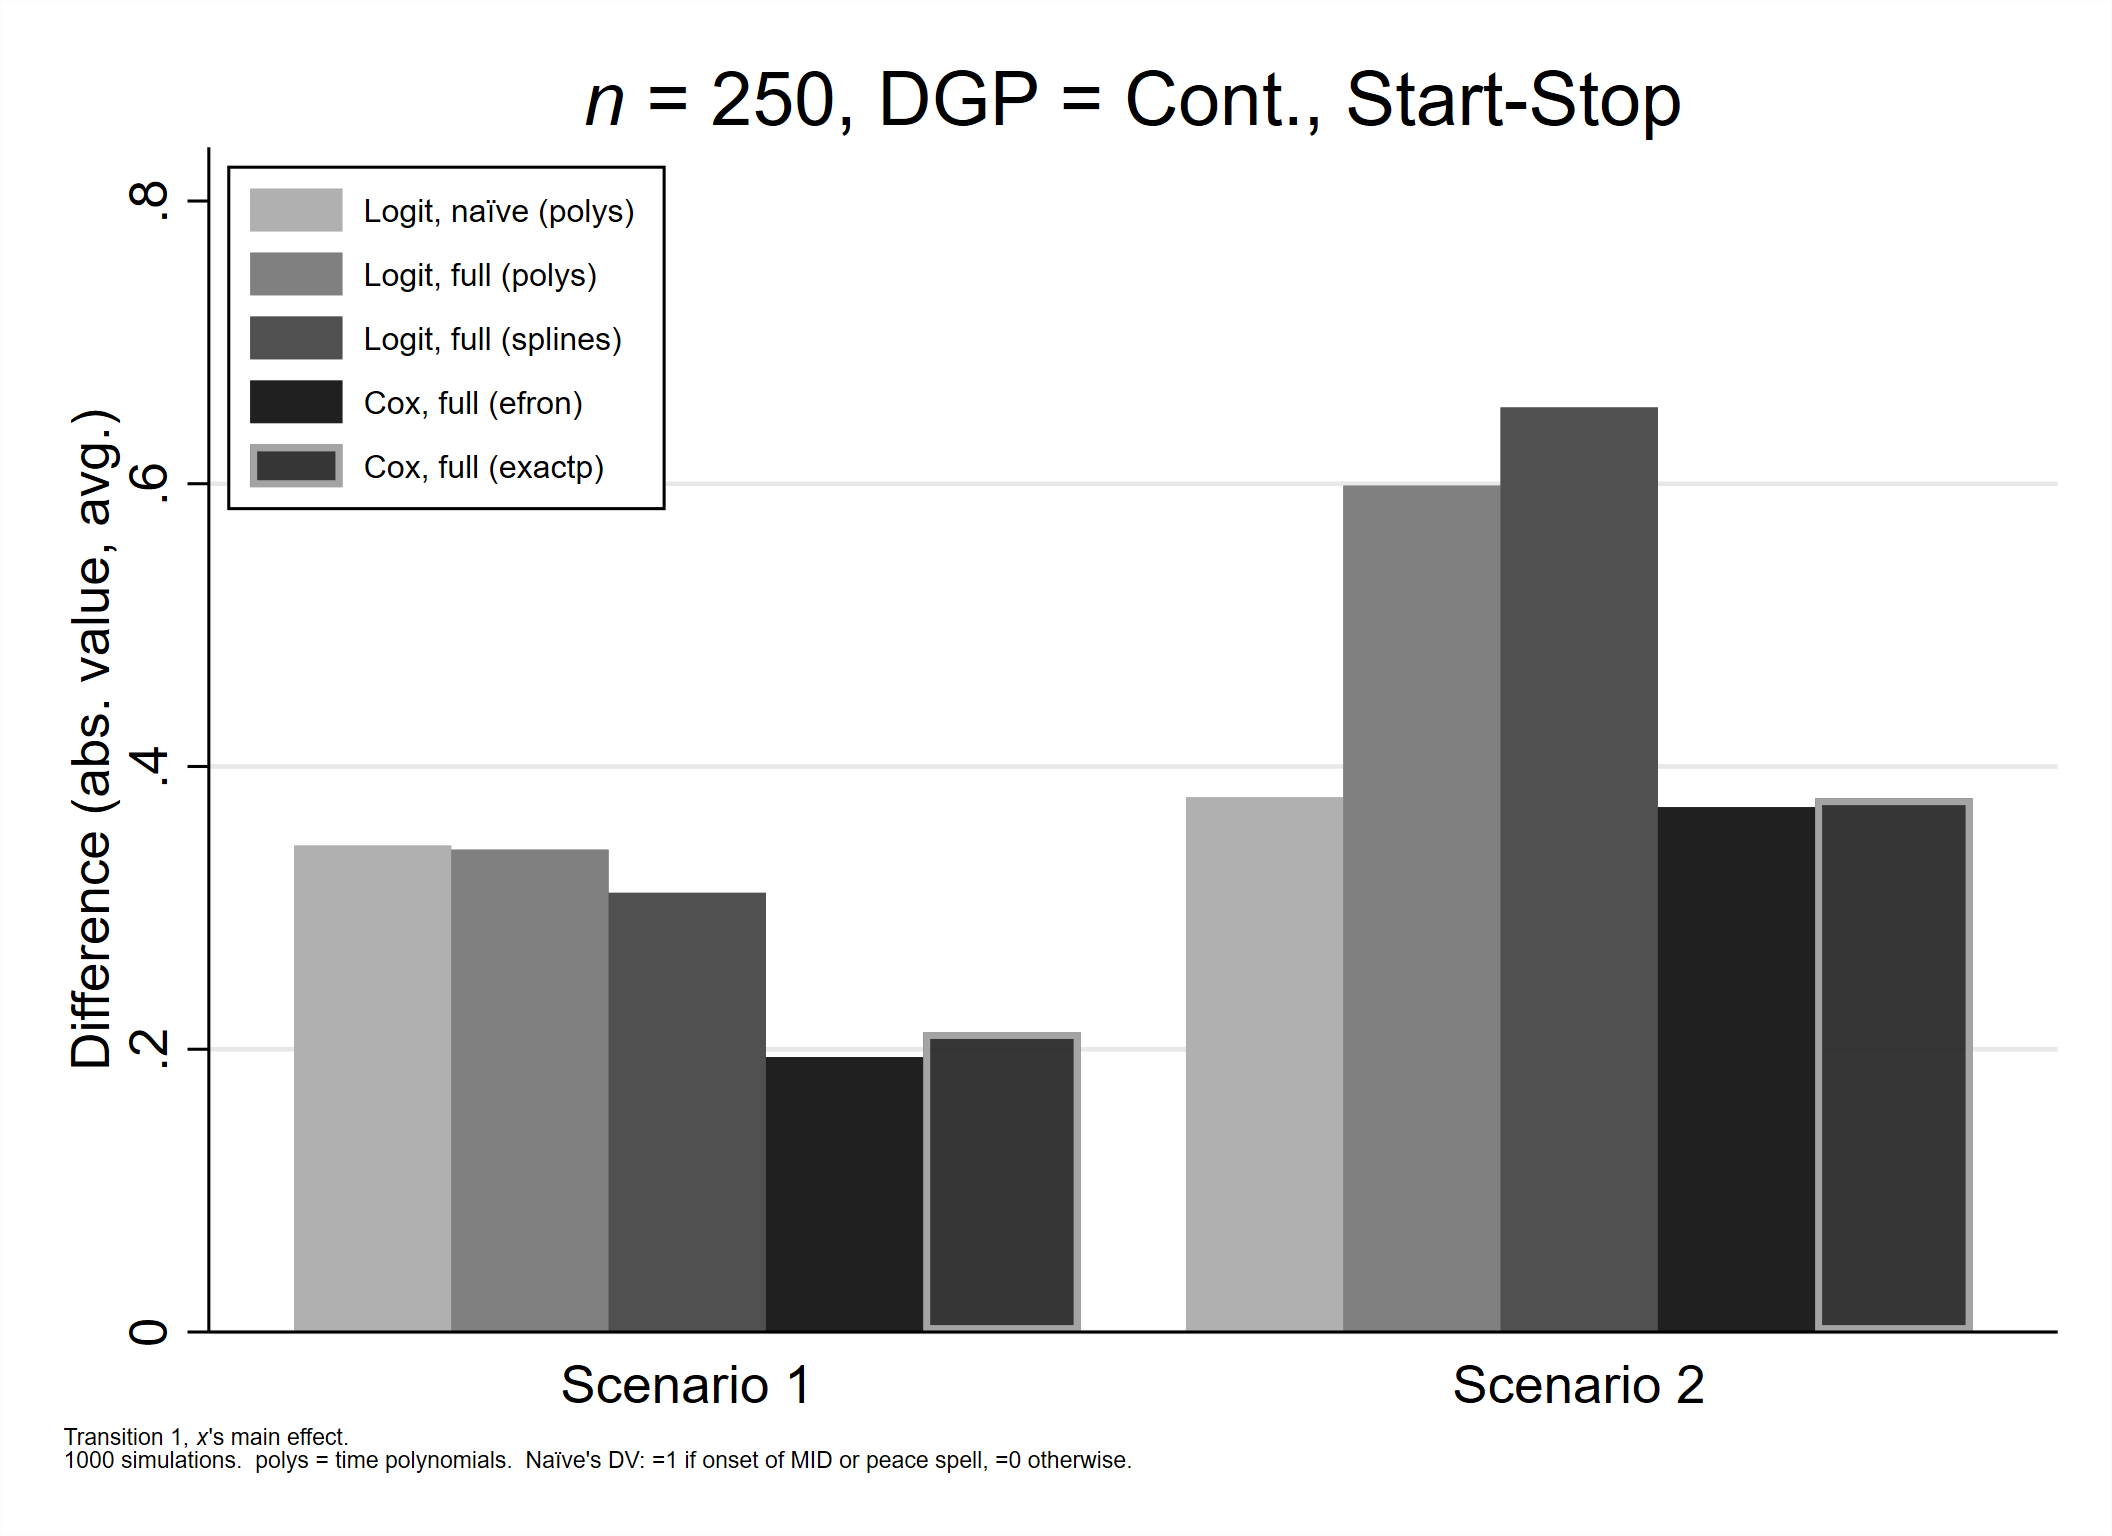 n = 250, DGP = Cont., Start-Stop
Logit, naïve (polys)
Logit, full (polys)
Logit, full (splines)
Cox, full (efron)
Cox, full (exactp)
Difference (abs. value, avg.)
.8
.6
.4
.2
0
Scenario 1
Scenario 2
Transition 1, x's main effect.
1000 simulations.  polys = time polynomials.  Naïve's DV: =1 if onset of MID or peace spell, =0 otherwise.